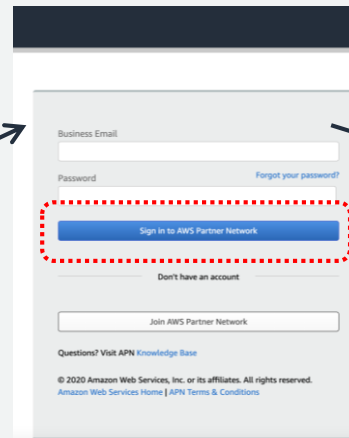 Business Email
Password Forgot your password?
Sign in to AWS Partner Network
Don't have an account
Join AWS Partner Network
Questions? Visit APN Knowledge Base
© 2020 Amazon Web Services, Inc. or its affiliates. All rights reserved.
Amazon Web Services Home | APN Terms & Conditions